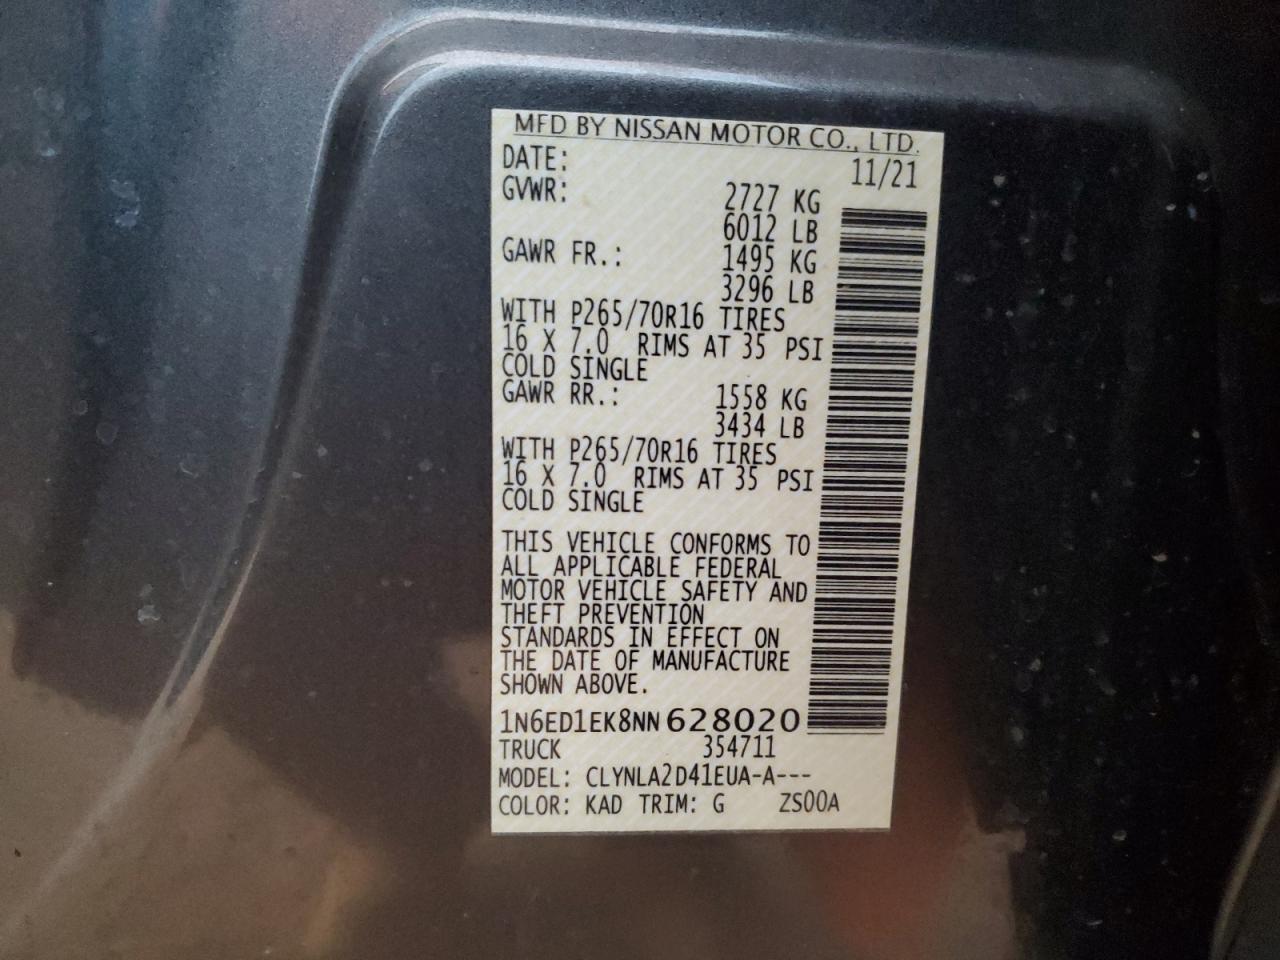 MFD BY NISSAN MOTOR CO., LTD.
DATE: 11/21
GVWR: 2727 KG
6012 LB
GAWR FR.: 1495 KG
3296 LB
WITH P265/70R16 TIRES
16 X 7.0 RIMS AT 35 PSI
COLD SINGLE
GAWR RR.: 1558 KG
3434 LB
WITH P265/70R16 TIRES
16 X 7.0 RIMS AT 35 PSI
COLD SINGLE
THIS VEHICLE CONFORMS TO
ALL APPLICABLE FEDERAL
MOTOR VEHICLE SAFETY AND
THEFT PREVENTION
STANDARDS IN EFFECT ON
THE DATE OF MANUFACTURE
SHOWN ABOVE.
1N6ED1EK8NN628020
TRUCK 354711
MODEL: CLYNLA2D41EUA-A---
COLOR: KAD TRIM: G ZS00A